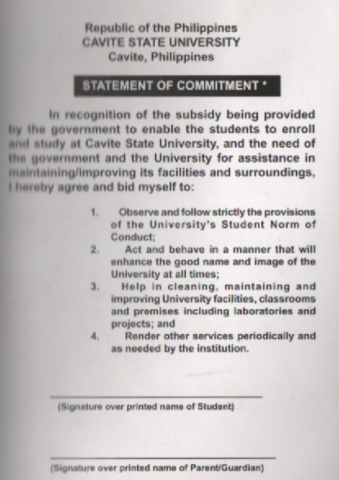 Republic of the Philippines
CAVITE STATE UNIVERSITY
Cavite, Philippines
STATEMENT OF COMMITMENT *
In recognition of the subsidy being provided
by the government to enable the students to enroll
and study at Cavite State University, and the need of
the government and the University for assistance in
maintaining/improving its facilities and surroundings,
I hereby agree and bid myself to:
1. Observe and follow strictly the provisions
of the University's Student Norm of
Conduct;
2. Act and behave in a manner that will
enhance the good name and image of the
University at all times;
3. Help in cleaning, maintaining and
improving University facilities, classrooms
and premises including laboratories and
projects; and
4. Render other services periodically and
as needed by the institution.
(Signature over printed name of Student)
(Signature over printed name of Parent/Guardian)